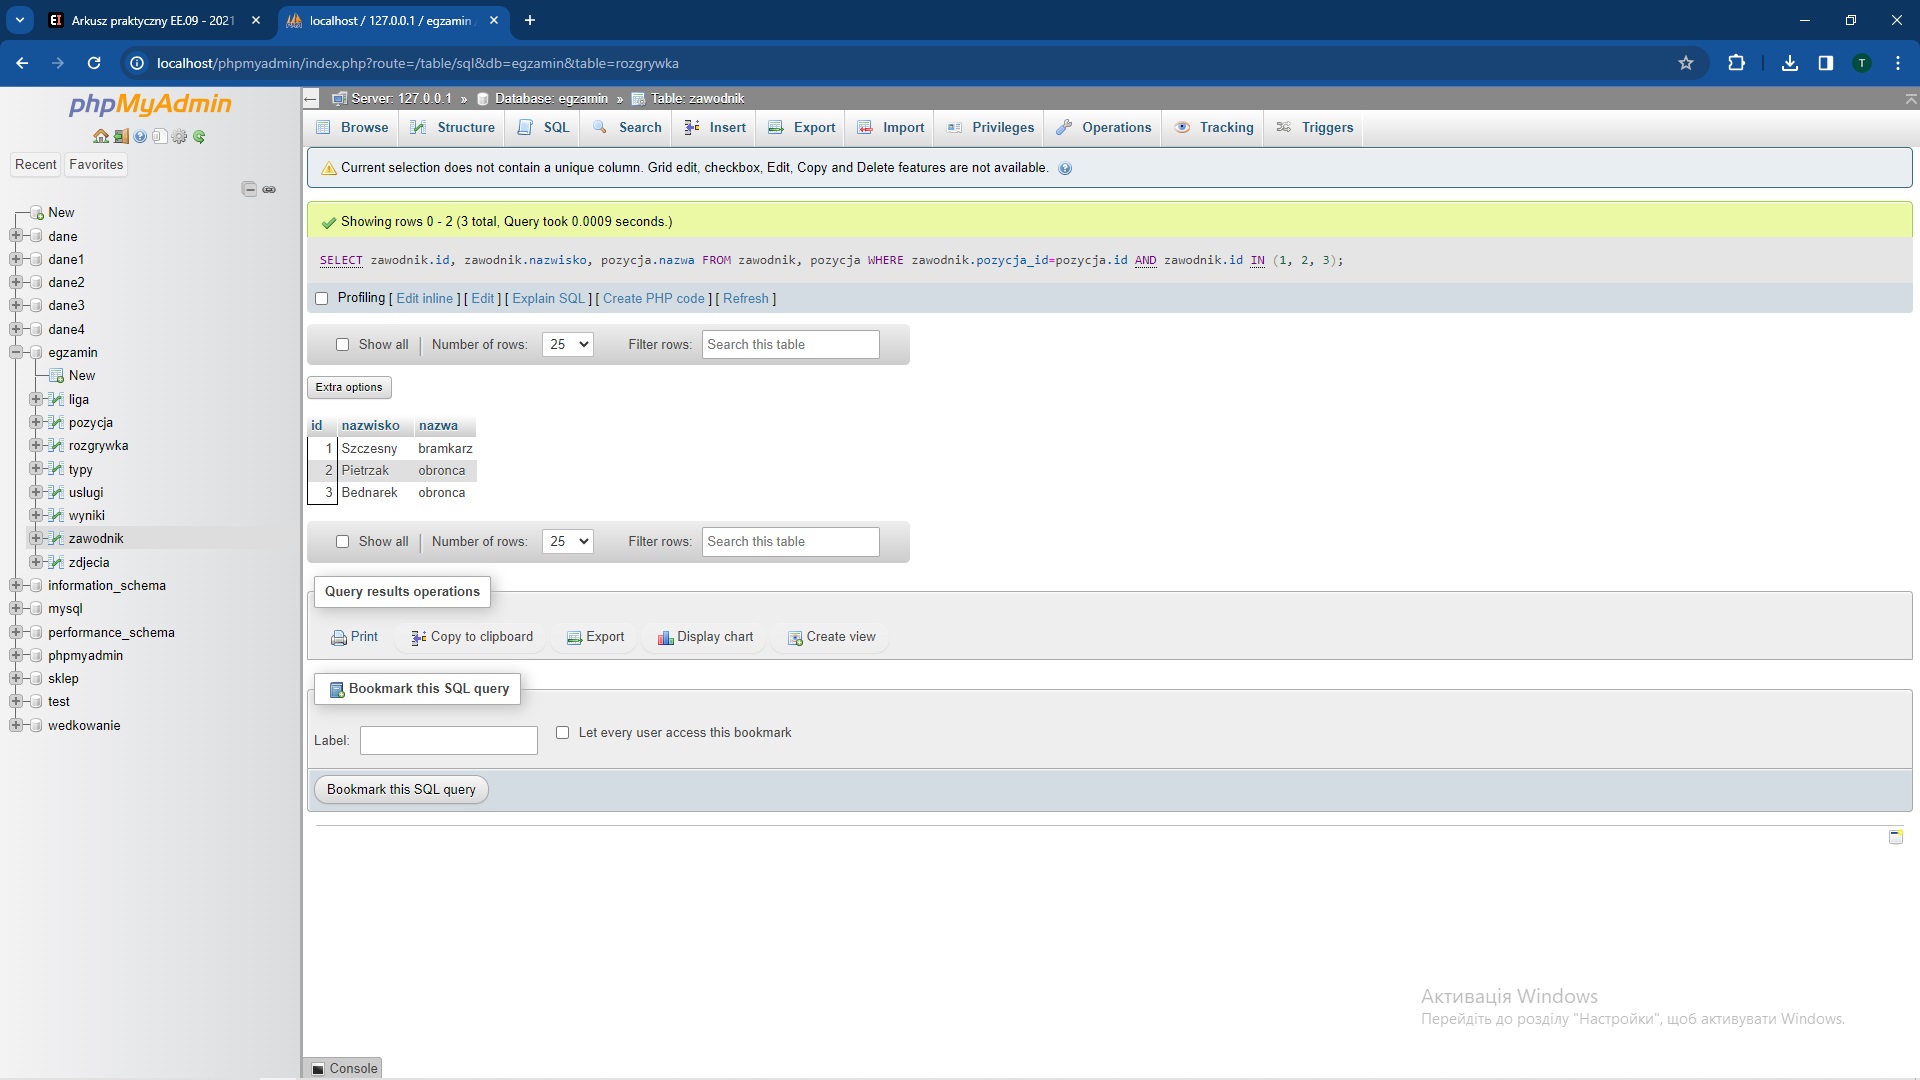 Arkusz praktyczny EE.09 - 2021
localhost / 127.0.0.1 / egzamin
localhost/phpmyadmin/index.php?route=/table/sql&db=egzamin&table=rozgrywka
T
phpMyAdmin
Recent
Favorites
New
dane
dane1
dane2
dane3
dane4
egzamin
New
liga
pozycja
rozgrywka
typy
uslugi
wyniki
zawodnik
zdjecia
information_schema
mysql
performance_schema
phpmyadmin
sklep
test
wedkowanie
Server: 127.0.0.1 » Database: egzamin » Table: zawodnik
Browse Structure SQL Search Insert Export Import Privileges Operations Tracking Triggers
Current selection does not contain a unique column. Grid edit, checkbox, Edit, Copy and Delete features are not available.
Showing rows 0 - 2 (3 total, Query took 0.0009 seconds.)
SELECT zawodnik.id, zawodnik.nazwisko, pozycja.nazwa FROM zawodnik, pozycja WHERE zawodnik.pozycja_id=pozycja.id AND zawodnik.id IN (1, 2, 3);
Profiling [ Edit inline ] [ Edit ] [ Explain SQL ] [ Create PHP code ] [ Refresh ]
Show all | Number of rows: 25 Filter rows: Search this table
Extra options
id nazwisko nazwa
1 Szczesny bramkarz
2 Pietrzak obronca
3 Bednarek obronca
Show all | Number of rows: 25 Filter rows: Search this table
Query results operations
Print Copy to clipboard Export Display chart Create view
Bookmark this SQL query
Label: Let every user access this bookmark
Bookmark this SQL query
Активація Windows
Перейдіть до розділу "Настройки", щоб активувати Windows.
Console